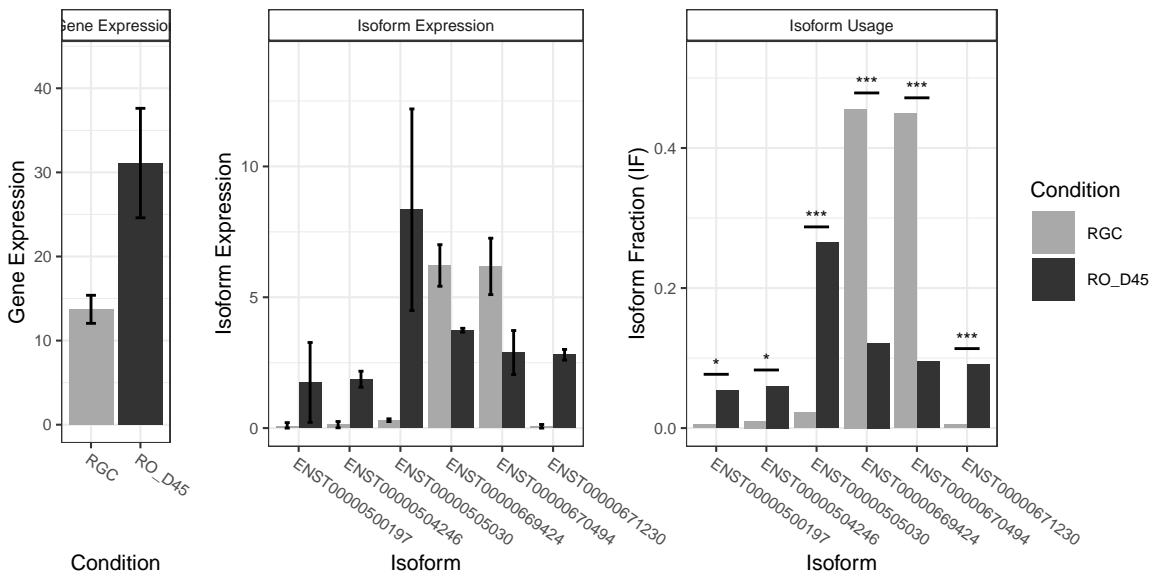 Gene Expression
Isoform Expression
Isoform Usage
Gene Expression
40
30
20
10
0
RGC
RO_D45
Condition
Isoform Expression
10
5
0
ENST00000500197
ENST00000504246
ENST00000505030
ENST00000669424
ENST00000670494
ENST00000671230
Isoform
Isoform Fraction (IF)
0.4
0.2
0.0
*
*
***
***
***
***
ENST00000500197
ENST00000504246
ENST00000505030
ENST00000669424
ENST00000670494
ENST00000671230
Isoform
Condition
RGC
RO_D45